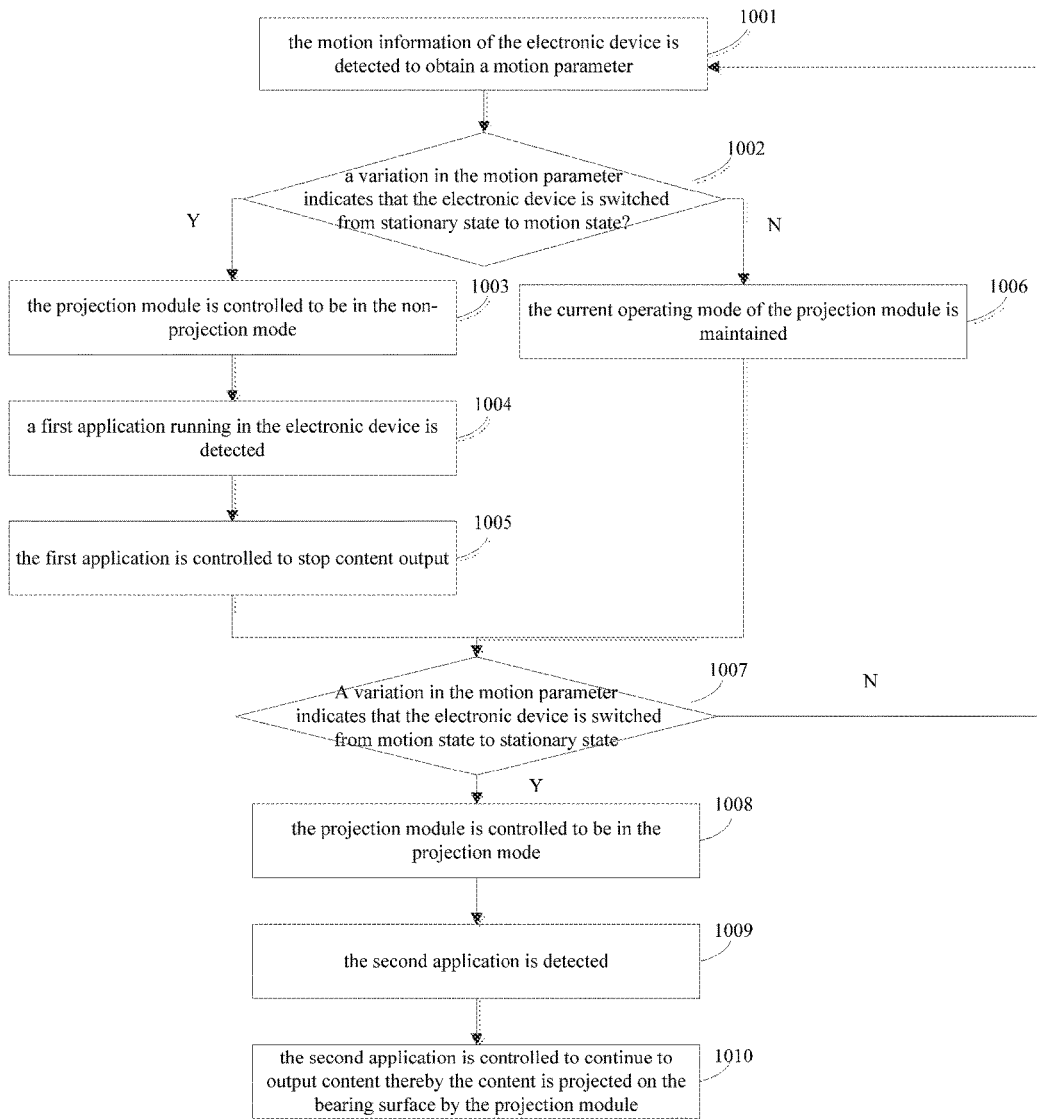 1001
the motion information of the electronic device is
detected to obtain a motion parameter
1002
a variation in the motion parameter
indicates that the electronic device is switched
from stationary state to motion state?
Y
N
1003
the projection module is controlled to be in the non-
projection mode
1006
the current operating mode of the projection module is
maintained
1004
a first application running in the electronic device is
detected
1005
the first application is controlled to stop content output
1007
A variation in the motion parameter
indicates that the electronic device is switched
from motion state to stationary state
N
Y
1008
the projection module is controlled to be in the
projection mode
1009
the second application is detected
1010
the second application is controlled to continue to
output content thereby the content is projected on the
bearing surface by the projection module